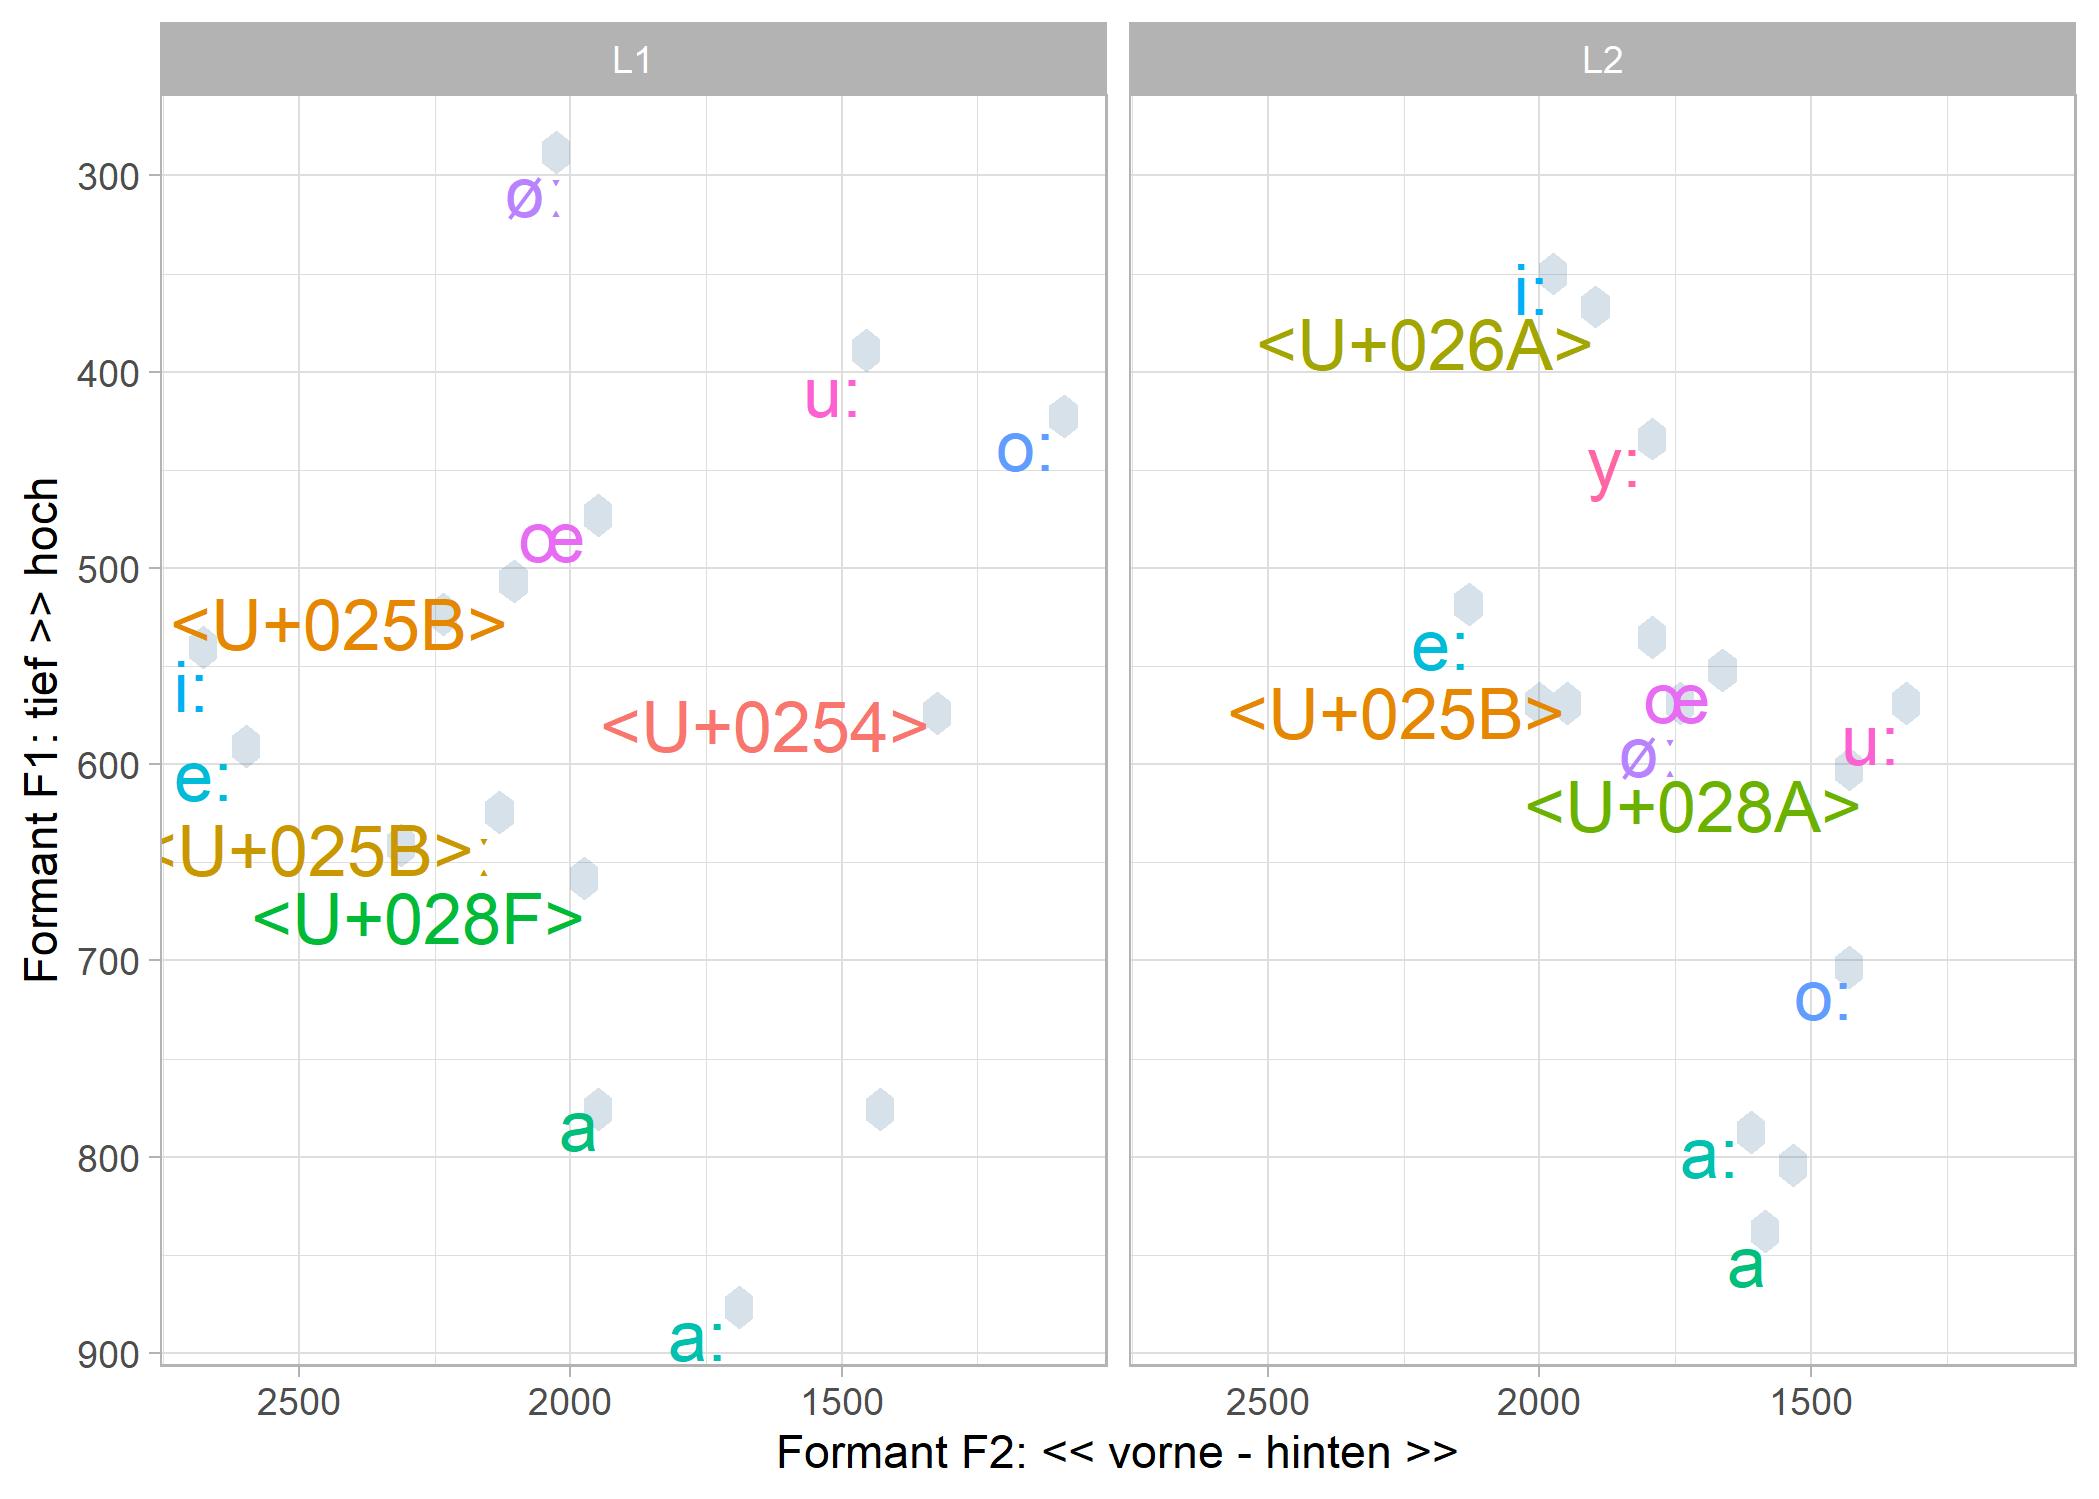 L1
L2
300
400
500
600
700
800
900
ø:
u:
o:
œ
<U+025B>
i:
<U+0254>
e:
<U+025B>:
<U+028F>
a
a:
i:
<U+026A>
y:
e:
<U+025B>
œ
u:
ø:
<U+028A>
o:
a:
a
2500 2000 1500
2500 2000 1500
Formant F2: << vorne - hinten >>
Formant F1: tief >> hoch